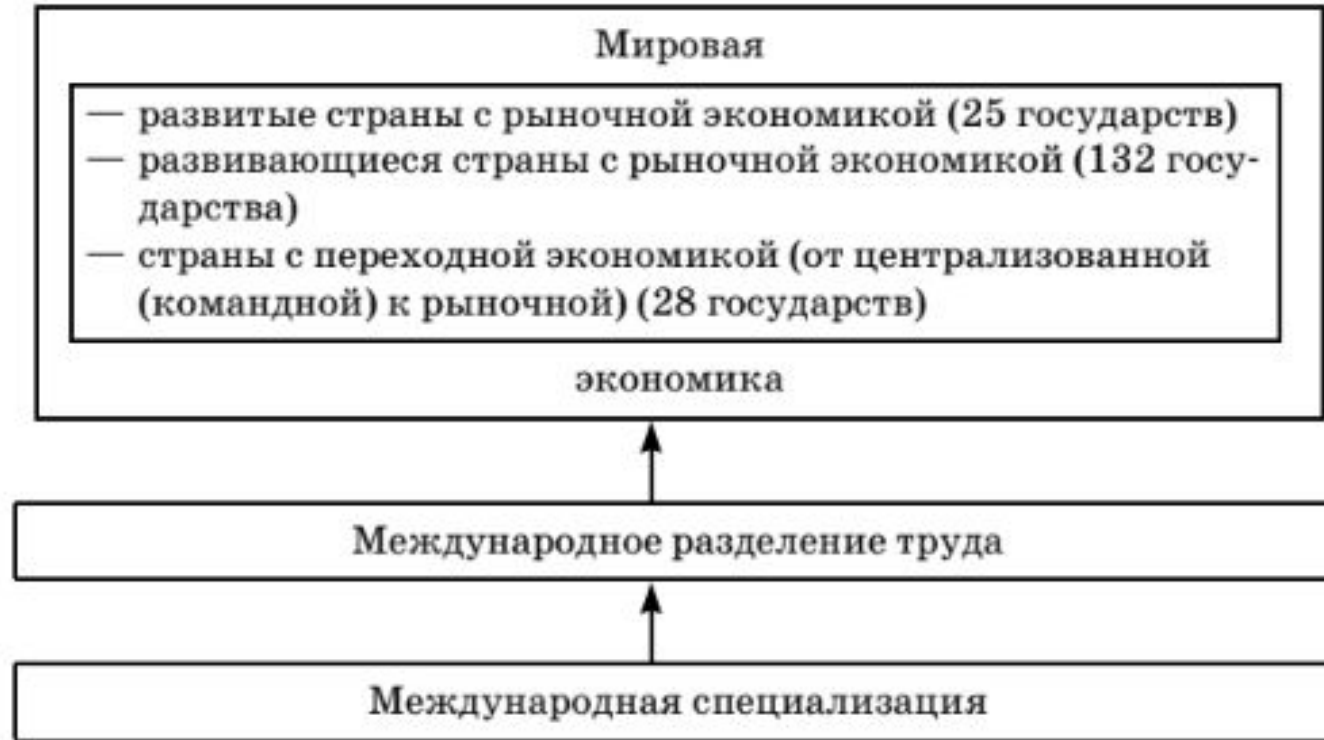 Мировая
— развитые страны с рыночной экономикой (25 государств)
— развивающиеся страны с рыночной экономикой (132 госу-
дарства)
— страны с переходной экономикой (от централизованной
(командной) к рыночной) (28 государств)
экономика
Международное разделение труда
Международная специализация